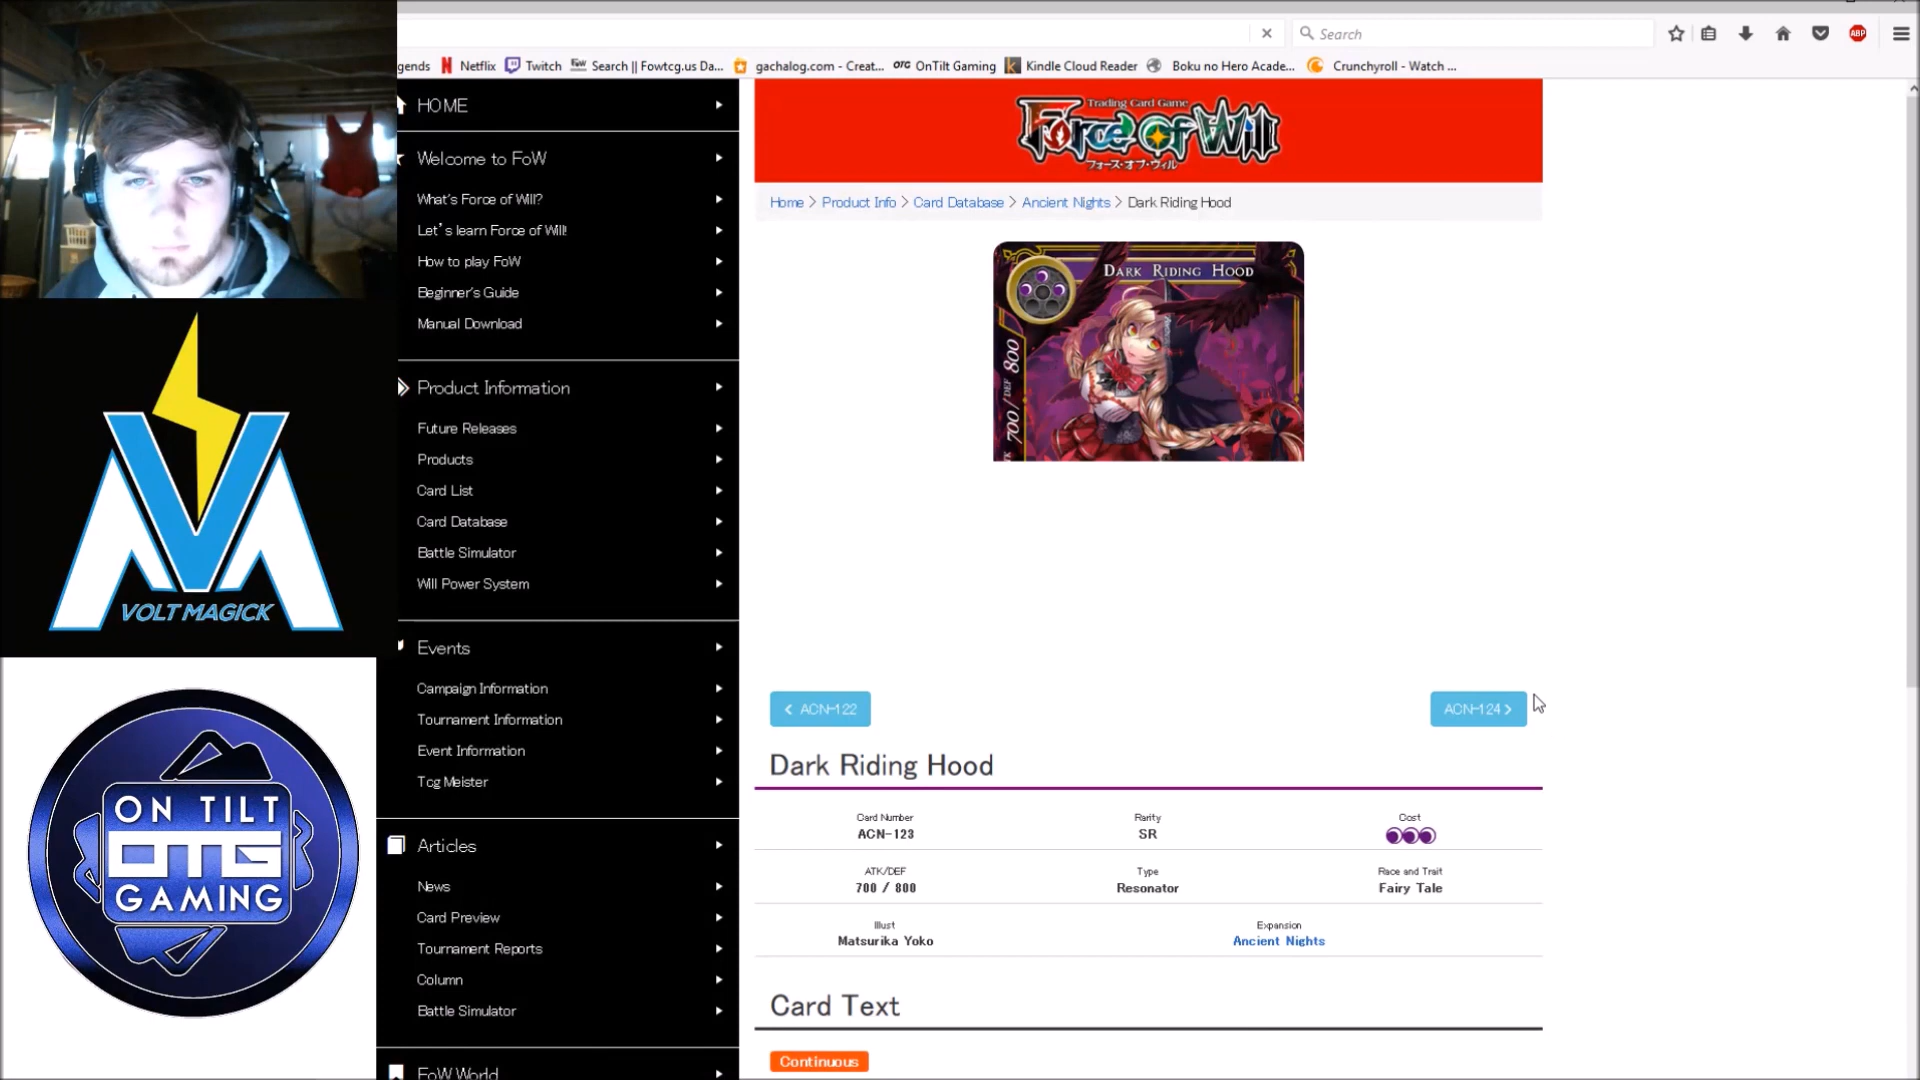 Search
gends
Netflix
Twitch
Search || Fowtcg.us Da...
gachalog.com - Creat...
OTG OnTilt Gaming
Kindle Cloud Reader
Boku no Hero Acade...
Crunchyroll - Watch ...
ABP
HOME
Welcome to FoW
What's Force of Will?
Let's learn Force of Will!
How to play FoW
Beginner's Guide
Manual Download
Product Information
Future Releases
Products
Card List
Card Database
Battle Simulator
Will Power System
Events
Campaign Information
Tournament Information
Event Information
Tcg Meister
Articles
News
Card Preview
Tournament Reports
Column
Battle Simulator
FoW World
VOLT MAGICK
ON TILT
OTG
GAMING
Trading Card Game
Force of Will
フォース・オブ・ウィル
Home > Product Info > Card Database > Ancient Nights > Dark Riding Hood
DARK RIDING HOOD
700/DEF 800
< ACN-122
ACN-124 >
Dark Riding Hood
Card Number
ACN-123
Rarity
SR
Cost
ATK/DEF
700 / 800
Type
Resonator
Race and Trait
Fairy Tale
Illust
Matsurika Yoko
Expansion
Ancient Nights
Card Text
Continuous